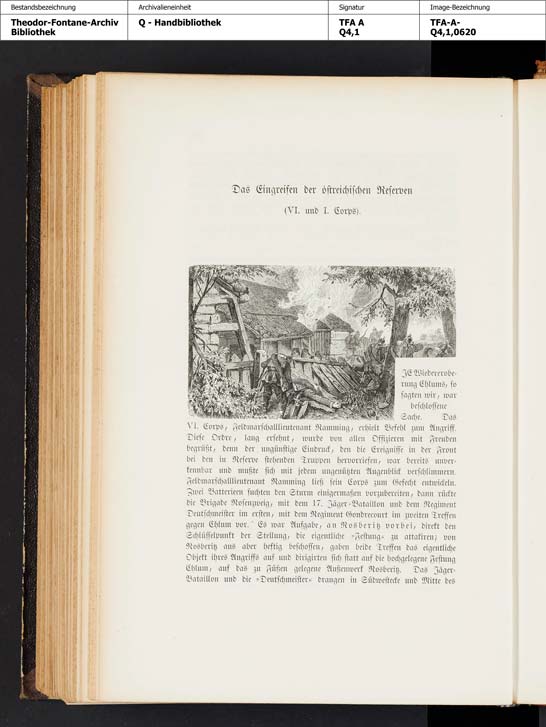 Bestandsbezeichnung
Theodor-Fontane-Archiv
Bibliothek
Archivalieneinheit
Q - Handbibliothek
Signatur
TFA A
Q4,1
Image-Bezeichnung
TFA-A-
Q4,1,0620
Das Eingreifen der östreichischen Reserven
(VI. und I. Corps).
JE Wiedererobe-
rung Chlums, so
sagten wir, war
beschlossene
Sache. Das
VI. Corps, Feldmarschalllieutenant Ramming, erhielt Befehl zum Angriff.
Diese Ordre, lang ersehnt, wurde von allen Offizieren mit Freuden
begrüßt, denn der ungünstige Eindruck, den die Ereignisse in der Front
bei den in Reserve stehenden Truppen hervorriefen, war bereits unver-
kennbar und mußte sich mit jedem ungenützten Augenblick verschlimmern.
Feldmarschalllieutenant Ramming ließ sein Corps zum Gefecht entwickeln.
Zwei Batterieen suchten den Sturm einigermaßen vorzubereiten, dann rückte
die Brigade Rosenzweig, mit dem 17. Jäger-Bataillon und dem Regiment
Deutschmeister im ersten, mit dem Regiment Gondrecourt im zweiten Treffen
gegen Chlum vor. Es war Aufgabe, an Rosberitz vorbei, direkt den
Schlüsselpunkt der Stellung, die eigentliche »Festung« zu attakiren; von
Rosberitz aus aber heftig beschossen, gaben beide Treffen das eigentliche
Objekt ihres Angriffs auf und dirigirten sich statt auf die hochgelegene Festung
Chlum, auf das zu Füßen gelegene Außenwerk Rosberitz. Das Jäger-
Bataillon und die »Deutschmeister« drangen in Südwestecke und Mitte des